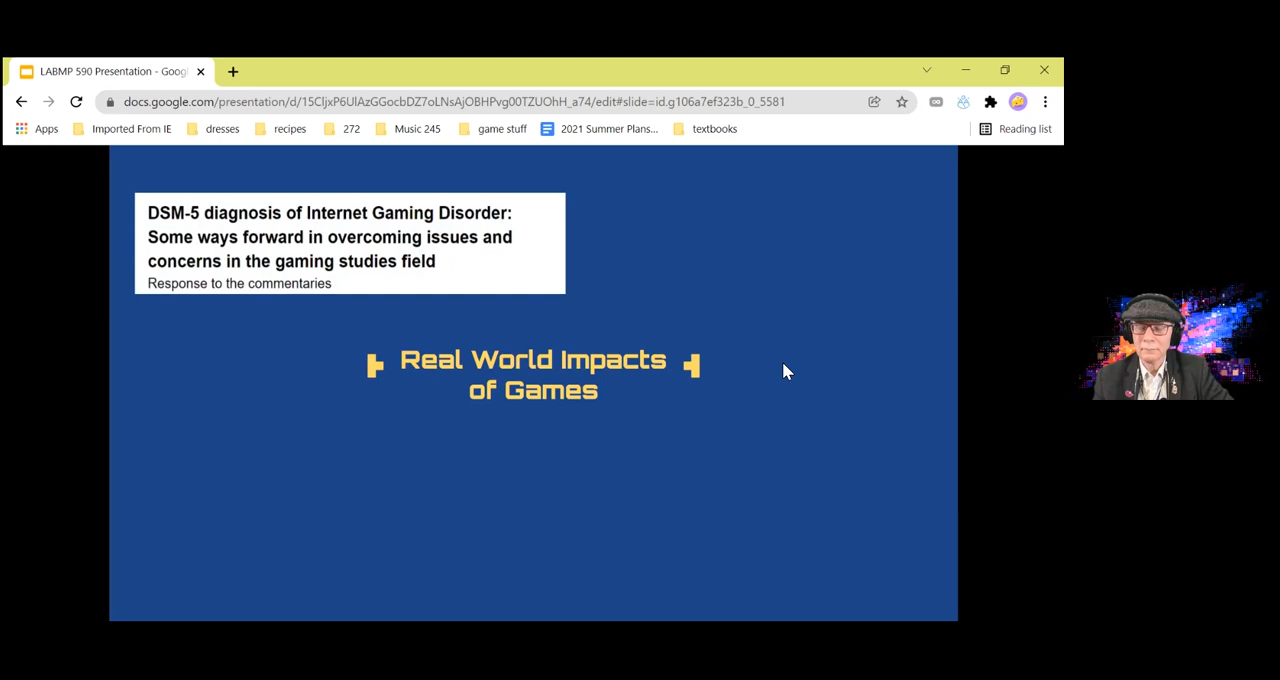 LABMP 590 Presentation - Goog
docs.google.com/presentation/d/15CljxP6UlAzGGocbDZ7oLNsAjOBHPvg00TZUOhH_a74/edit#slide=id.g106a7ef323b_0_5581
Apps Imported From IE dresses recipes 272 Music 245 game stuff 2021 Summer Plans... textbooks Reading list
DSM-5 diagnosis of Internet Gaming Disorder:
Some ways forward in overcoming issues and
concerns in the gaming studies field
Response to the commentaries
Real World Impacts
of Games